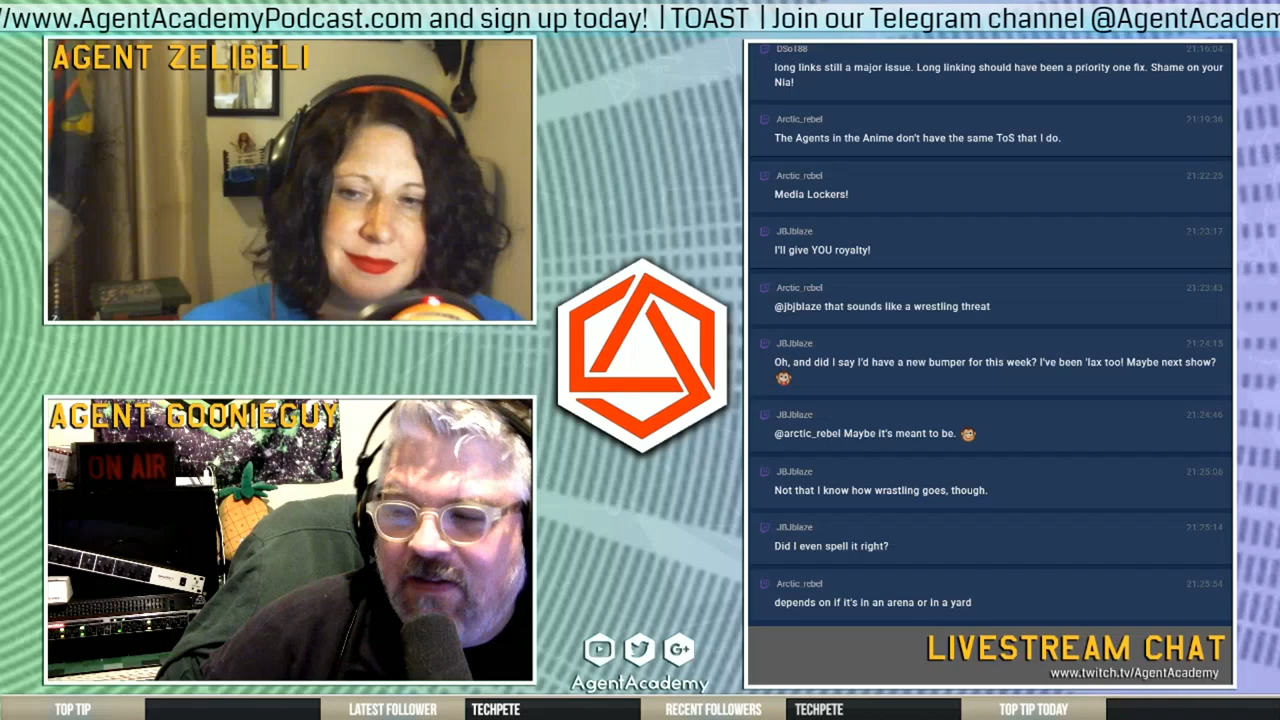 /www.AgentAcademyPodcast.com and sign up today! | TOAST | Join our Telegram channel @AgentAcadem
AGENT ZELIBELI
AGENT GOONIEGUY
ON AIR
AgentAcademy
DSoT88 21:16:04
long links still a major issue. Long linking should have been a priority one fix. Shame on your
Nia!
Arctic_rebel 21:19:36
The Agents in the Anime don't have the same ToS that I do.
Arctic_rebel 21:22:25
Media Lockers!
JBJblaze 21:23:17
I'll give YOU royalty!
Arctic_rebel 21:23:43
@jbjblaze that sounds like a wrestling threat
JBJblaze 21:24:15
Oh, and did I say I'd have a new bumper for this week? I've been 'lax too! Maybe next show?
JBJblaze 21:24:46
@arctic_rebel Maybe it's meant to be.
JBJblaze 21:25:06
Not that I know how wrastling goes, though.
JBJblaze 21:25:14
Did I even spell it right?
Arctic_rebel 21:25:54
depends on if it's in an arena or in a yard
LIVESTREAM CHAT
www.twitch.tv/AgentAcademy
TOP TIP LATEST FOLLOWER TECHPETE RECENT FOLLOWERS TECHPETE TOP TIP TODAY